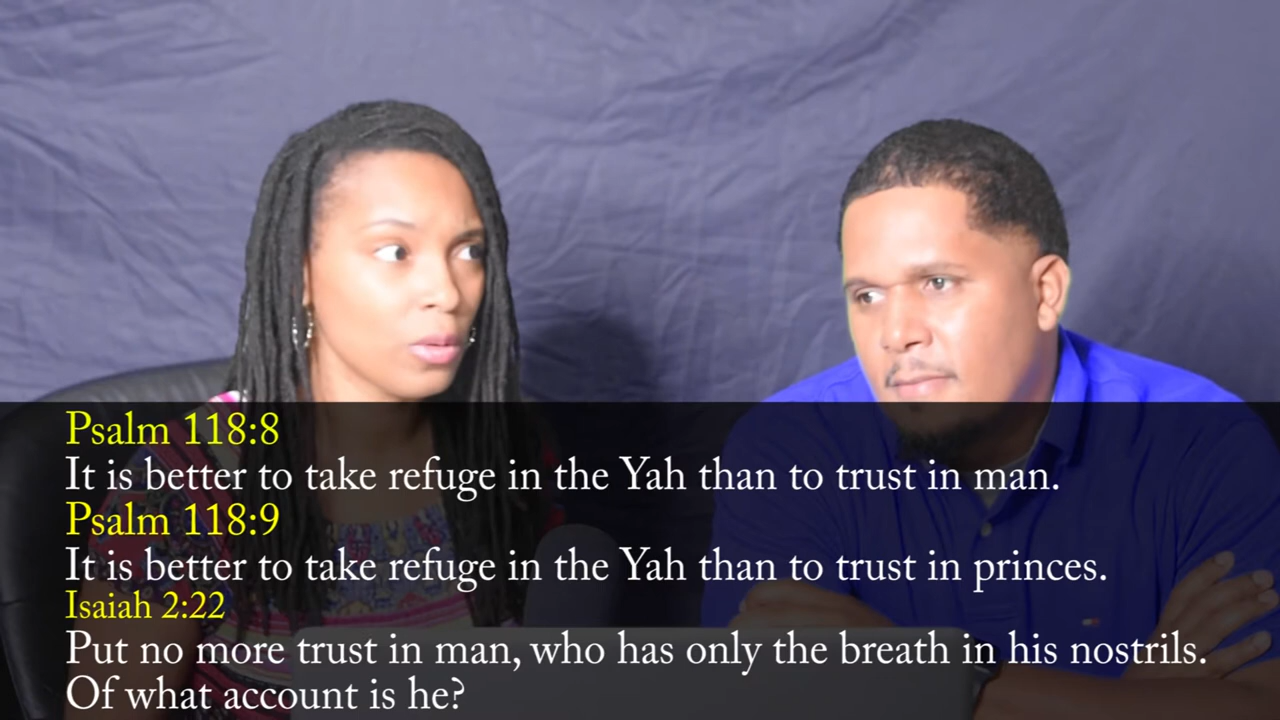 Psalm 118:8
It is better to take refuge in the Yah than to trust in man.
Psalm 118:9
It is better to take refuge in the Yah than to trust in princes.
Isaiah 2:22
Put no more trust in man, who has only the breath in his nostrils.
Of what account is he?